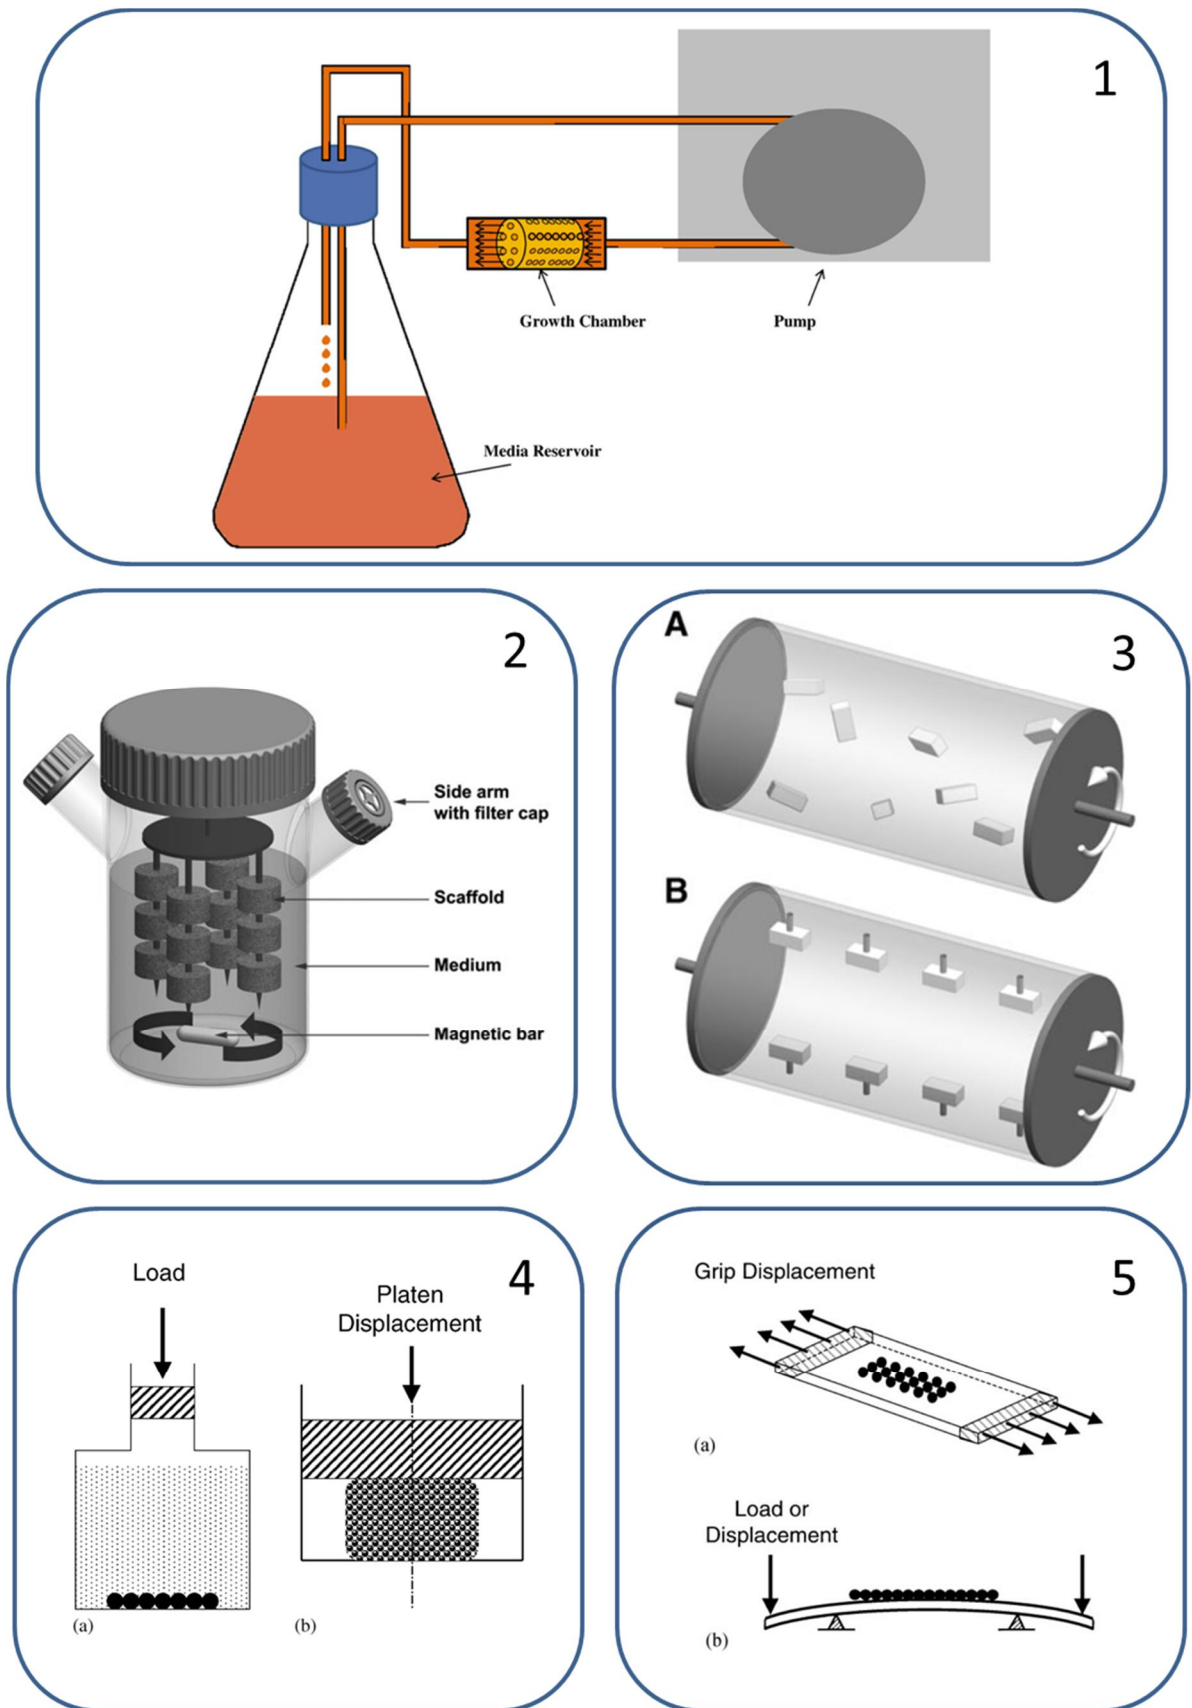 1
Growth Chamber
Pump
Media Reservoir
2
Side arm
with filter cap
Scaffold
Medium
Magnetic bar
3
A
B
4
Load
Platen
Displacement
(a)
(b)
5
Grip Displacement
(a)
Load or
Displacement
(b)